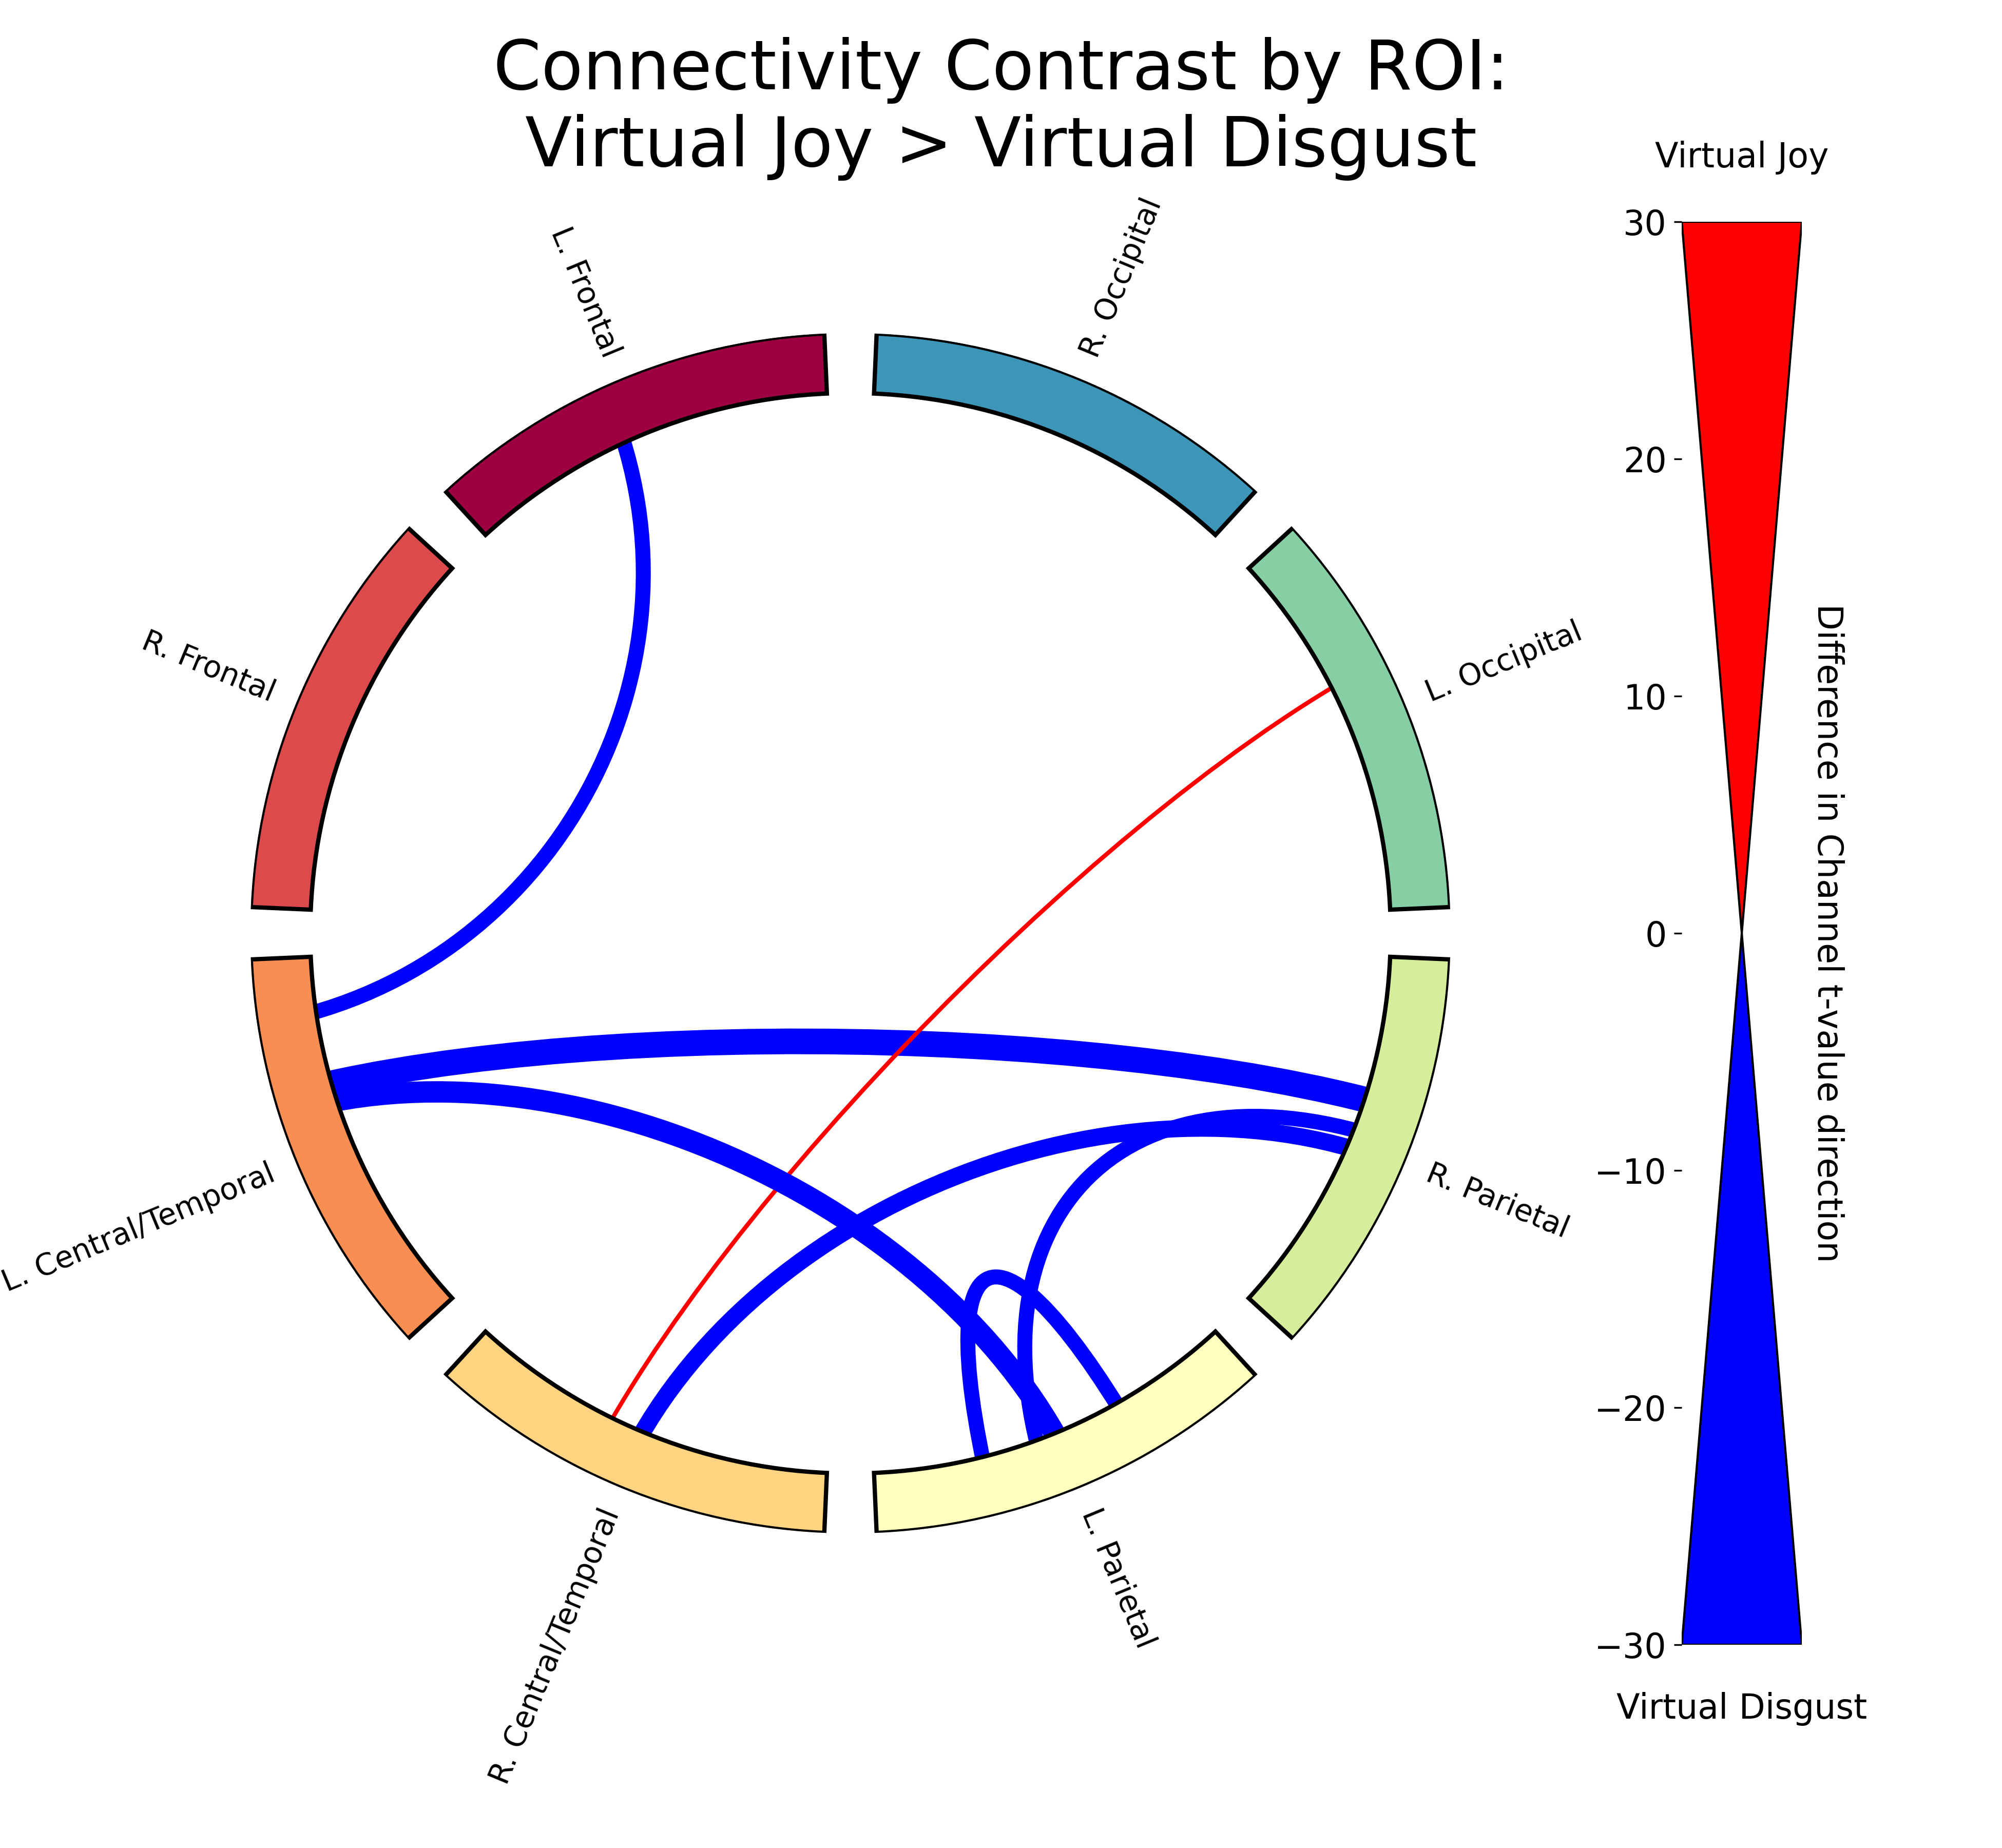 Connectivity Contrast by ROI:
Virtual Joy > Virtual Disgust
Virtual Joy
L. Frontal
R. Occipital
R. Frontal
L. Occipital
L. Central/Temporal
R. Parietal
R. Central/Temporal
L. Parietal
30
20
10
0
−10
−20
−30
Difference in Channel t-value direction
Virtual Disgust